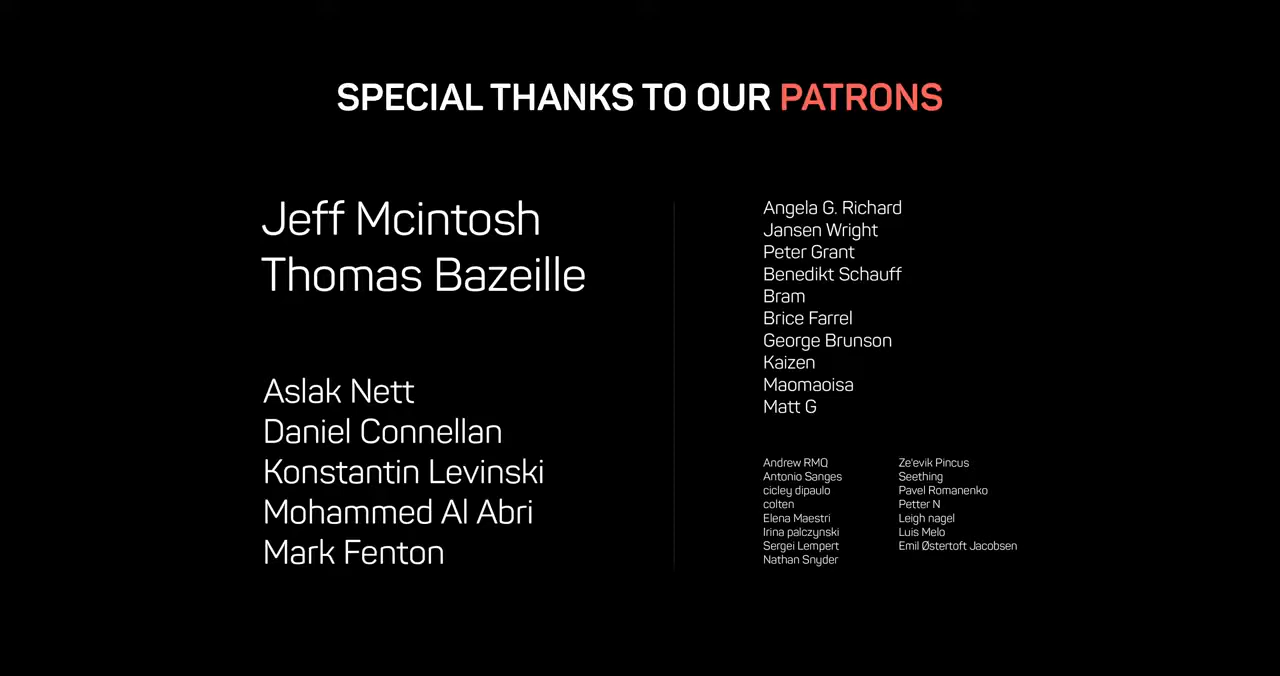 SPECIAL THANKS TO OUR PATRONS
Jeff Mcintosh
Thomas Bazeille
Aslak Nett
Daniel Connellan
Konstantin Levinski
Mohammed Al Abri
Mark Fenton
Angela G. Richard
Jansen Wright
Peter Grant
Benedikt Schauff
Bram
Brice Farrel
George Brunson
Kaizen
Maomaoisa
Matt G
Andrew RMQ
Antonio Sanges
cicley dipaulo
colten
Elena Maestri
Irina palczynski
Sergei Lempert
Nathan Snyder
Ze'evik Pincus
Seething
Pavel Romanenko
Petter N
Leigh nagel
Luis Melo
Emil Østertoft Jacobsen